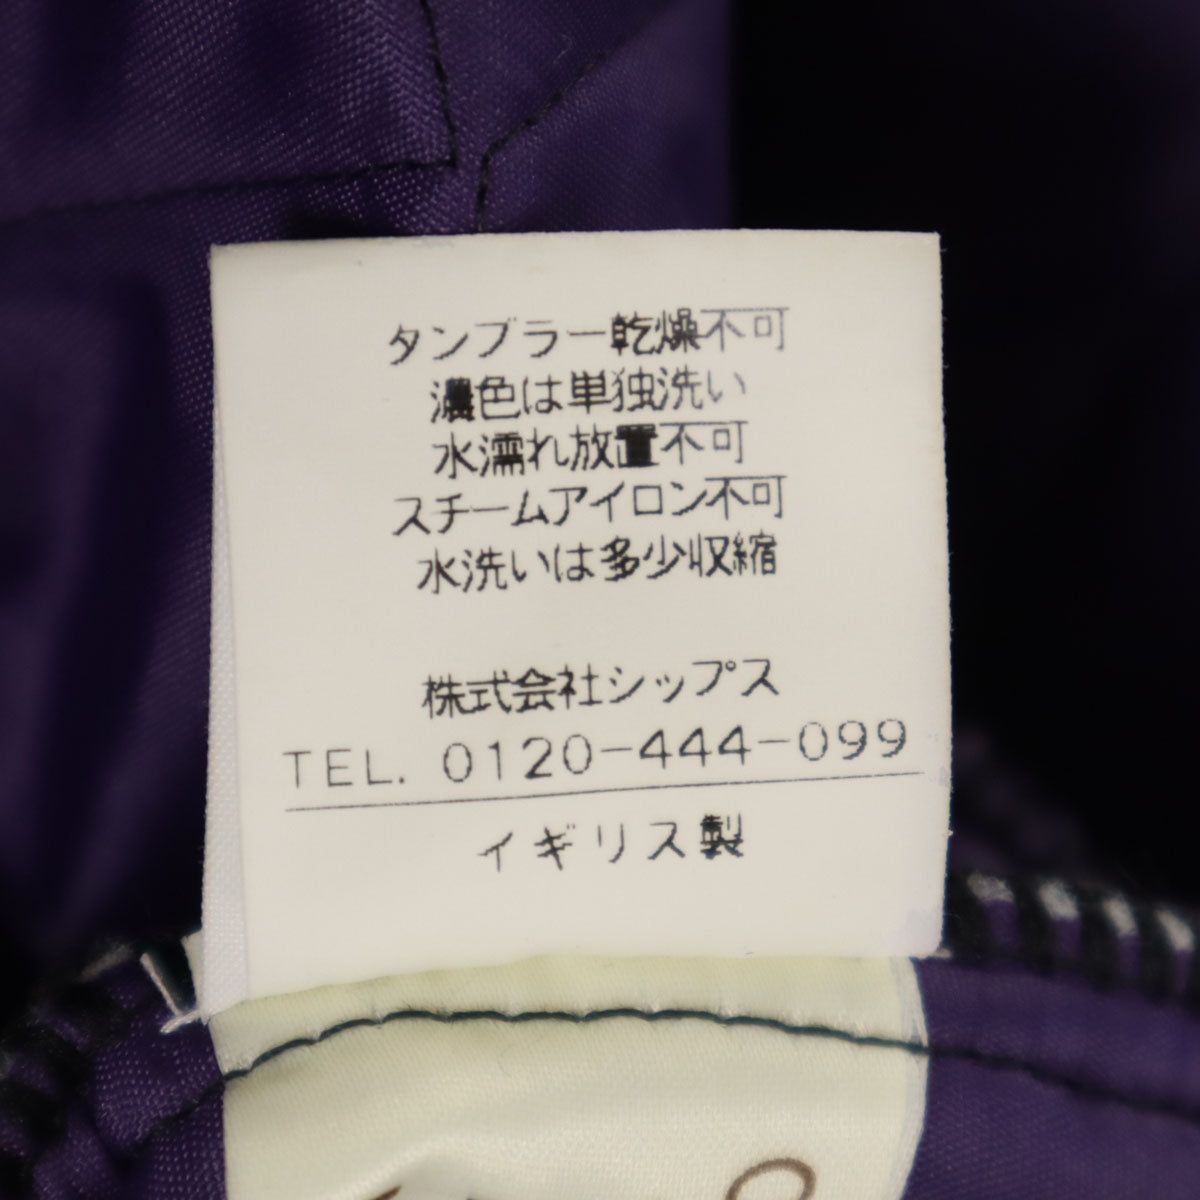 タンブラー乾燥不可
濃色は単独洗い
水濡れ放置不可
スチームアイロン不可
水洗いは多少収縮
株式会社シップス
TEL. 0120-444-099
イギリス製